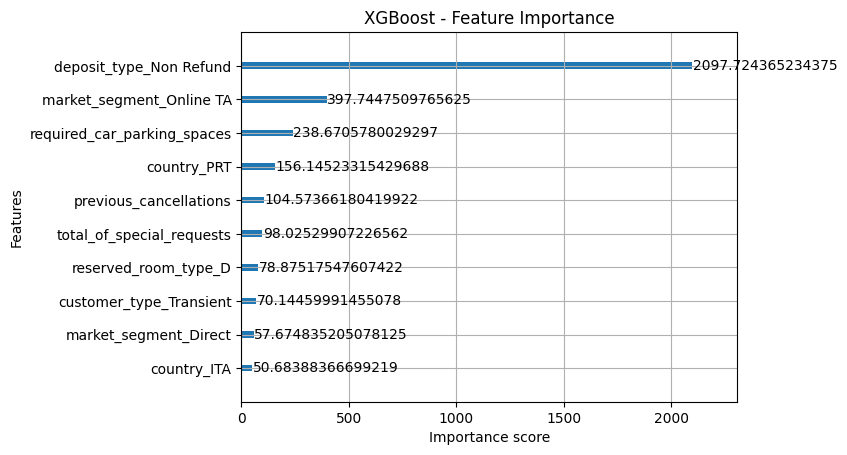 XGBoost - Feature Importance
Features
deposit_type_Non Refund 2097.724365234375
market_segment_Online TA 397.7447509765625
required_car_parking_spaces 238.6705780029297
country_PRT 156.14523315429688
previous_cancellations 104.57366180419922
total_of_special_requests 98.02529907226562
reserved_room_type_D 78.87517547607422
customer_type_Transient 70.14459991455078
market_segment_Direct 57.674835205078125
country_ITA 50.68388366699219
0 500 1000 1500 2000
Importance score